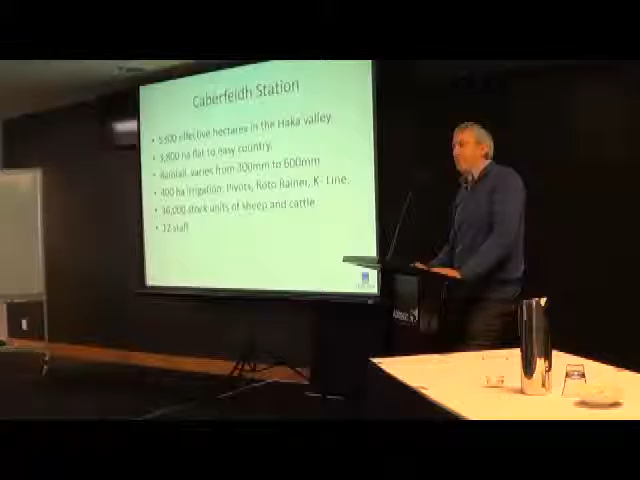 Caberfeidh Station
• 5,300 effective hectares in the Haka valley
• 3,800 ha flat to easy country.
• Rainfall varies from 300mm to 600mm
• 400 ha irrigation: Pivots, Roto Rainer, K- Line.
• 36,000 stock units of sheep and cattle
• 12 staff